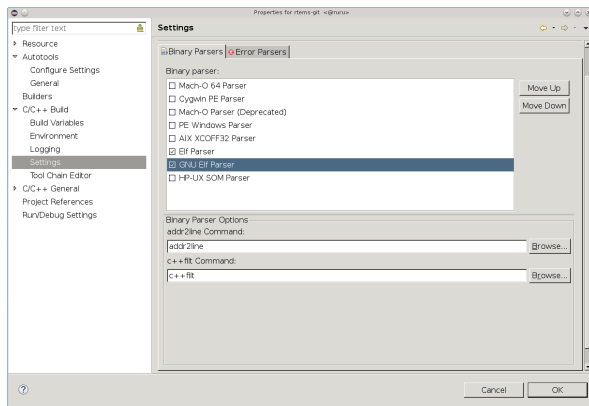 Properties for rtems-git <@ruru>
type filter text
Settings
Resource
Autotools
Configure Settings
General
Builders
C/C++ Build
Build Variables
Environment
Logging
Settings
Tool Chain Editor
C/C++ General
Project References
Run/Debug Settings
Binary Parsers
Error Parsers
Binary parser:
Mach-O 64 Parser
Cygwin PE Parser
Mach-O Parser (Deprecated)
PE Windows Parser
AIX XCOFF32 Parser
Elf Parser
GNU Elf Parser
HP-UX SOM Parser
Move Up
Move Down
Binary Parser Options
addr2line Command:
addr2line
Browse...
c++filt Command:
c++filt
Browse...
Cancel
OK